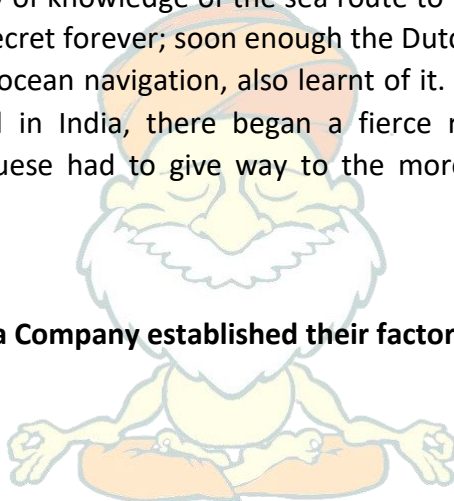 y of knowledge of the sea route to
ecret forever; soon enough the Dutc
ocean navigation, also learnt of it.
l in India, there began a fierce r
uese had to give way to the more
a Company established their factor